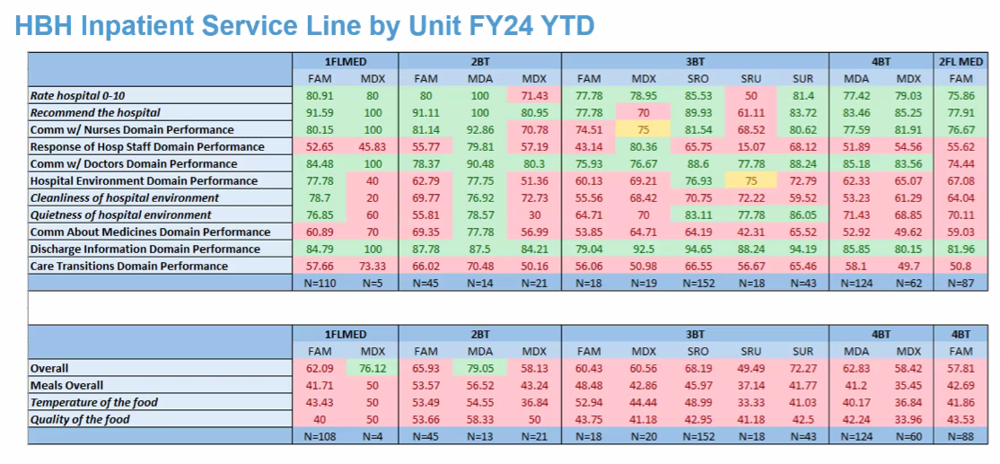 HBH Inpatient Service Line by Unit FY24 YTD
1FLMED 2BT 3BT 4BT 2FL MED
FAM MDX FAM MDA MDX FAM MDX SRO SRU SUR MDA MDX FAM
Rate hospital 0-10 80.91 80 80 100 71.43 77.78 78.95 85.53 50 81.4 77.42 79.03 75.86
Recommend the hospital 91.59 100 91.11 100 80.95 77.78 70 89.93 61.11 83.72 83.46 85.25 77.91
Comm w/ Nurses Domain Performance 80.15 100 81.14 92.86 70.78 74.51 75 81.54 68.52 80.62 77.59 81.91 76.67
Response of Hosp Staff Domain Performance 52.65 45.83 55.77 79.81 57.19 43.14 80.36 65.75 15.07 68.12 51.89 54.56 55.62
Comm w/ Doctors Domain Performance 84.48 100 78.37 90.48 80.3 75.93 76.67 88.6 77.78 88.24 85.18 83.56 74.44
Hospital Environment Domain Performance 77.78 40 62.79 77.75 51.36 60.13 69.21 76.93 75 72.79 62.33 65.07 67.08
Cleanliness of hospital environment 78.7 20 69.77 76.92 72.73 55.56 68.42 70.75 72.22 59.52 53.23 61.29 64.04
Quietness of hospital environment 76.85 60 55.81 78.57 30 64.71 70 83.11 77.78 86.05 71.43 68.85 70.11
Comm About Medicines Domain Performance 60.89 70 69.35 77.78 56.99 53.85 64.71 64.19 42.31 65.52 52.92 49.62 59.03
Discharge Information Domain Performance 84.79 100 87.78 87.5 84.21 79.04 92.5 94.65 88.24 94.19 85.85 80.15 81.96
Care Transitions Domain Performance 57.66 73.33 66.02 70.48 50.16 56.06 50.98 66.55 56.67 65.46 58.1 49.7 50.8
N=110 N=5 N=45 N=14 N=21 N=18 N=19 N=152 N=18 N=43 N=124 N=62 N=87
1FLMED 2BT 3BT 4BT 4BT
FAM MDX FAM MDA MDX FAM MDX SRO SRU SUR MDA MDX FAM
Overall 62.09 76.12 65.93 79.05 58.13 60.43 60.56 68.19 49.49 72.27 62.83 58.42 57.81
Meals Overall 41.71 50 53.57 56.52 43.24 48.48 42.86 45.97 37.14 41.77 41.2 35.45 42.69
Temperature of the food 43.43 50 53.49 54.55 36.84 52.94 44.44 48.99 33.33 41.03 40.17 36.84 41.86
Quality of the food 40 50 53.66 58.33 50 43.75 41.18 42.95 41.18 42.5 42.24 33.96 43.53
N=108 N=4 N=45 N=13 N=21 N=18 N=20 N=152 N=18 N=43 N=124 N=60 N=88